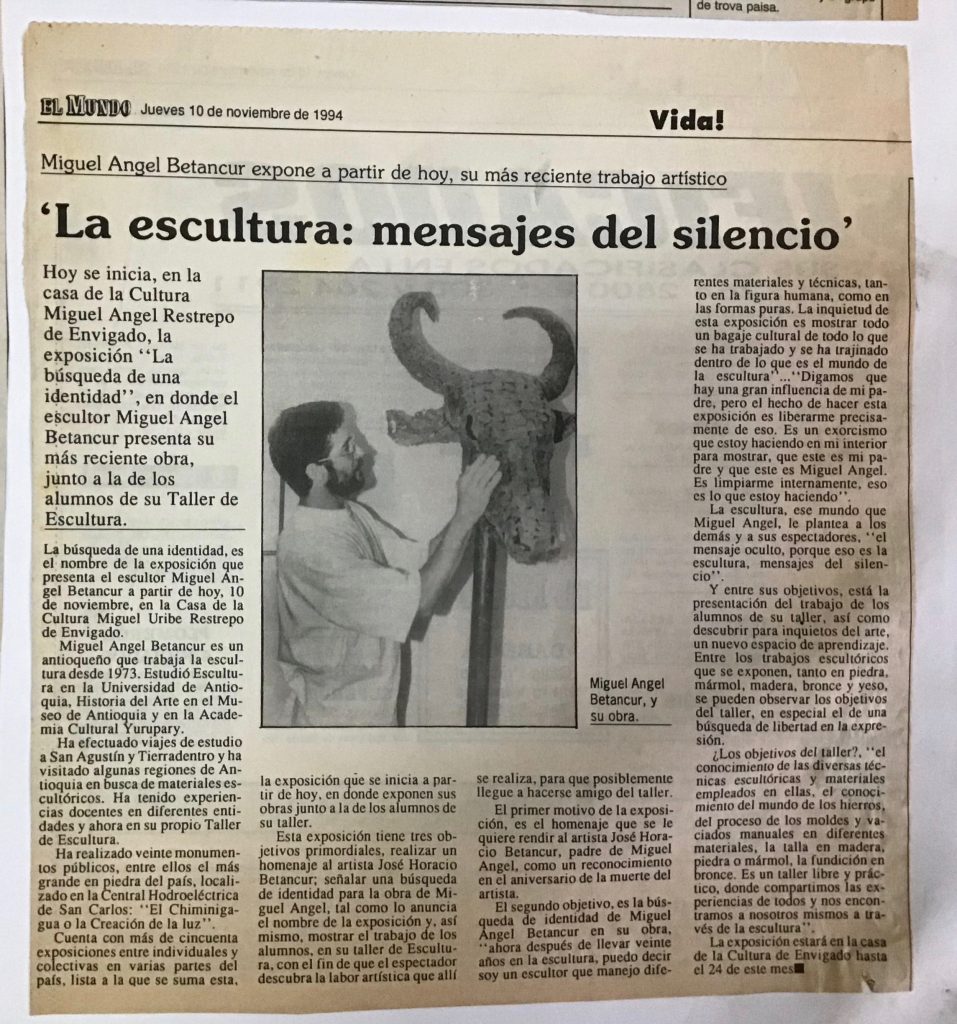 de trova paisa.
EL MUNDO Jueves 10 de noviembre de 1994
Vida!
Miguel Angel Betancur expone a partir de hoy, su más reciente trabajo artístico
‘La escultura: mensajes del silencio’
Hoy se inicia, en la
casa de la Cultura
Miguel Angel Restrepo
de Envigado, la
exposición “La
búsqueda de una
identidad”, en donde el
escultor Miguel Angel
Betancur presenta su
más reciente obra,
junto a la de los
alumnos de su Taller de
Escultura.
La búsqueda de una identidad, es
el nombre de la exposición que
presenta el escultor Miguel An-
gel Betancur a partir de hoy, 10
de noviembre, en la Casa de la
Cultura Miguel Uribe Restrepo
de Envigado.
Miguel Angel Betancur es un
antioqueño que trabaja la escul-
tura desde 1973. Estudió Escultu-
ra en la Universidad de Antio-
quia, Historia del Arte en el Mu-
seo de Antioquia y en la Acade-
mia Cultural Yurupary.
Ha efectuado viajes de estudio
a San Agustín y Tierradentro y ha
visitado algunas regiones de An-
tioquia en busca de materiales es-
cultóricos. Ha tenido experien-
cias docentes en diferentes enti-
dades y ahora en su propio Taller
de Escultura.
Ha realizado veinte monumen-
tos públicos, entre ellos el más
grande en piedra del país, locali-
zado en la Central Hodroeléctrica
de San Carlos: “El Chiminiga-
gua o la Creación de la luz”.
Cuenta con más de cincuenta
exposiciones entre individuales y
colectivas en varias partes del
país, lista a la que se suma esta,
Miguel Angel
Betancur, y
su obra.
la exposición que se inicia a par-
tir de hoy, en donde exponen sus
obras junto a la de los alumnos de
su taller.
Esta exposición tiene tres ob-
jetivos primordiales, realizar un
homenaje al artista José Horacio
Betancur; señalar una búsqueda
de identidad para la obra de Mi-
guel Angel, tal como lo anuncia
el nombre de la exposición y, así
mismo, mostrar el trabajo de los
alumnos, en su taller de Escultu-
ra, con el fin de que el espectador
descubra la labor artística que allí
se realiza, para que posiblemente
llegue a hacerse amigo del taller.
El primer motivo de la exposi-
ción, es el homenaje que se le
quiere rendir al artista José Hora-
cio Betancur, padre de Miguel
Angel, como un reconocimiento
en el aniversario de la muerte del
artista.
El segundo objetivo, es la bús-
queda de identidad de Miguel
Angel Betancur en su obra,
“ahora después de llevar veinte
años en la escultura, puedo decir
soy un escultor que manejo dife-
rentes materiales y técnicas, tan-
to en la figura humana, como en
las formas puras. La inquietud de
esta exposición es mostrar todo
un bagaje cultural de todo lo que
se ha trabajado y se ha trajinado
dentro de lo que es el mundo de
la escultura”...“Digamos que
hay una gran influencia de mi pa-
dre, pero el hecho de hacer esta
exposición es liberarme precisa-
mente de eso. Es un exorcismo
que estoy haciendo en mi interior
para mostrar, que este es mi pa-
dre y que este es Miguel Angel.
Es limpiarme internamente, eso
es lo que estoy haciendo”.
La escultura, ese mundo que
Miguel Angel, le plantea a los
demás y a sus espectadores, “el
mensaje oculto, porque eso es la
escultura, mensajes del silen-
cio”.
Y entre sus objetivos, está la
presentación del trabajo de los
alumnos de su taller, así como
descubrir para inquietos del arte,
un nuevo espacio de aprendizaje.
Entre los trabajos escultóricos
que se exponen, tanto en piedra,
mármol, madera, bronce y yeso,
se pueden observar los objetivos
del taller, en especial el de una
búsqueda de libertad en la expre-
sión.
¿Los objetivos del taller?, “el
conocimiento de las diversas téc-
nicas escultóricas y materiales
empleados en ellas, el conoci-
miento del mundo de los hierros,
del proceso de los moldes y va-
ciados manuales en diferentes
materiales, la talla en madera,
piedra o mármol, la fundición en
bronce. Es un taller libre y prác-
tico, donde compartimos las ex-
periencias de todos y nos encon-
tramos a nosotros mismos a tra-
vés de la escultura”.
La exposición estará en la casa
de la Cultura de Envigado hasta
el 24 de este mes■